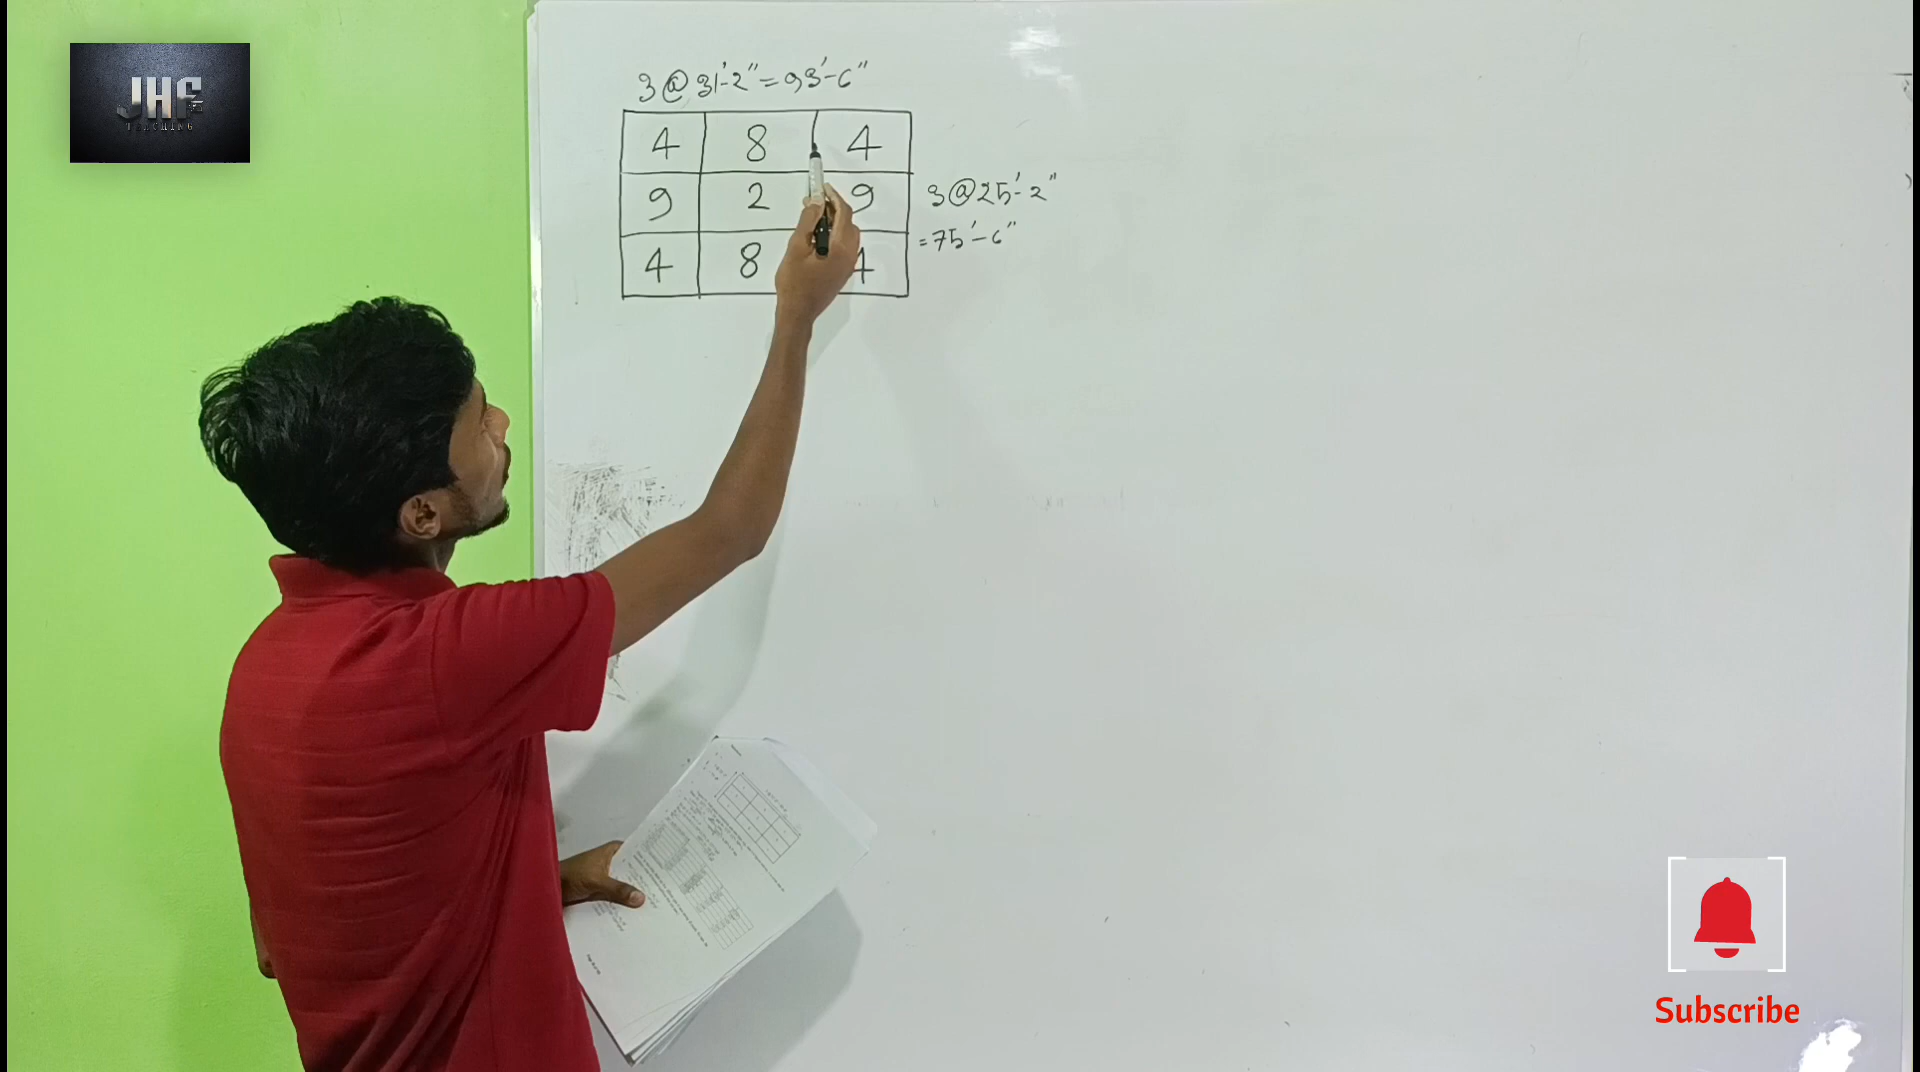 JHF
TEACHING
3 @ 31'-2" = 93'-6"
4 8 4
9 2 9
4 8 4
3 @ 25'-2"
= 75'-6"
Subscribe